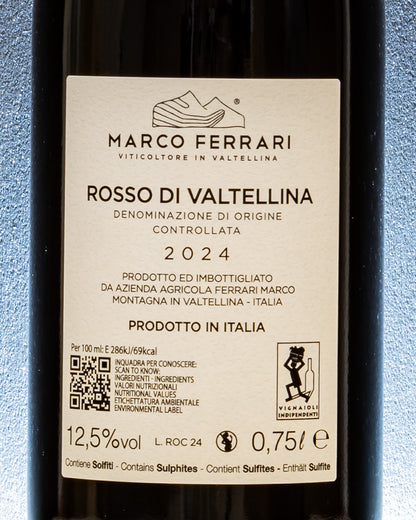 ®
MARCO FERRARI
VITICOLTORE IN VALTELLINA
ROSSO DI VALTELLINA
DENOMINAZIONE DI ORIGINE
CONTROLLATA
2024
PRODOTTO ED IMBOTTIGLIATO
DA AZIENDA AGRICOLA FERRARI MARCO
MONTAGNA IN VALTELLINA - ITALIA
PRODOTTO IN ITALIA
Per 100 ml: E 286kJ/69kcal
INQUADRA PER CONOSCERE:
SCAN TO KNOW:
INGREDIENTI - INGREDIENTS
VALORI NUTRIZIONALI
NUTRITIONAL VALUES
ETICHETTATURA AMBIENTALE
ENVIRONMENTAL LABEL
VIGNAIOLI
INDIPENDENTI
12,5%vol L. ROC 24 0,75ℓ e
Contiene Solfiti - Contains Sulphites - Contient Sulfites - Enthält Sulfite